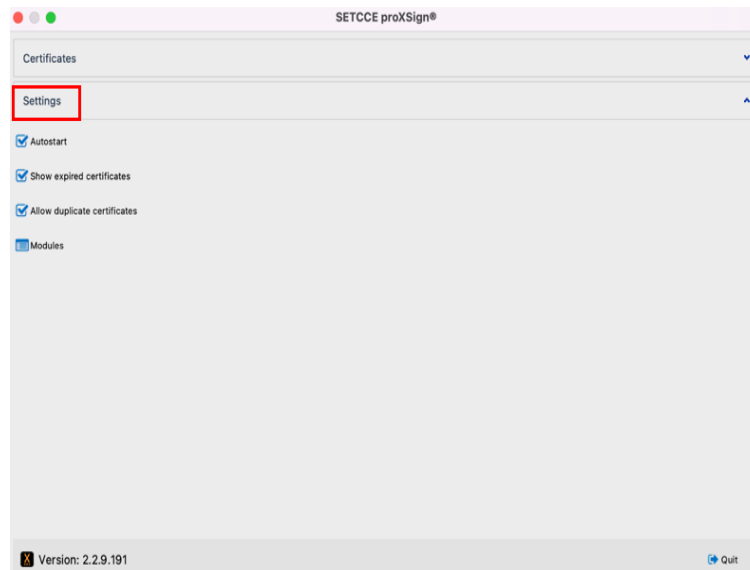 SETCCE proXSign®
Certificates
Settings
Autostart
Show expired certificates
Allow duplicate certificates
Modules
Version: 2.2.9.191
Quit